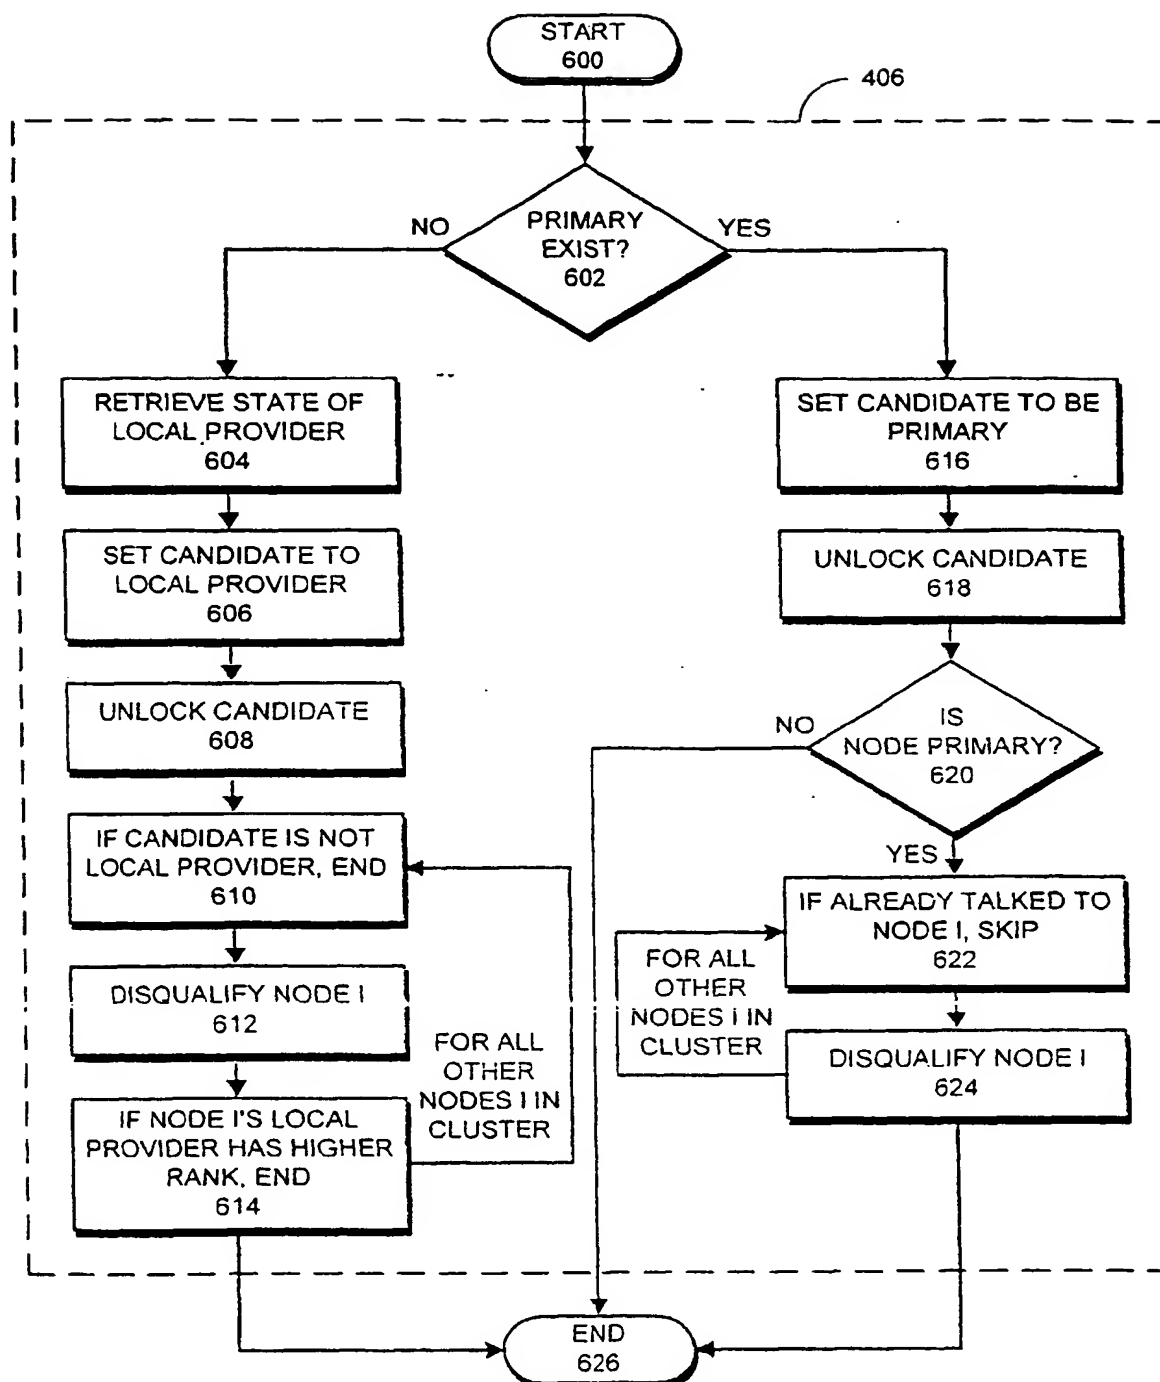 START
600
406
PRIMARY
EXIST?
602
NO
YES
RETRIEVE STATE OF
LOCAL PROVIDER
604
SET CANDIDATE TO
LOCAL PROVIDER
606
UNLOCK CANDIDATE
608
IF CANDIDATE IS NOT
LOCAL PROVIDER, END
610
DISQUALIFY NODE I
612
IF NODE I'S LOCAL
PROVIDER HAS HIGHER
RANK, END
614
FOR ALL
OTHER
NODES I IN
CLUSTER
SET CANDIDATE TO BE
PRIMARY
616
UNLOCK CANDIDATE
618
IS
NODE PRIMARY?
620
NO
YES
IF ALREADY TALKED TO
NODE I, SKIP
622
FOR ALL
OTHER
NODES I IN
CLUSTER
DISQUALIFY NODE I
624
END
626